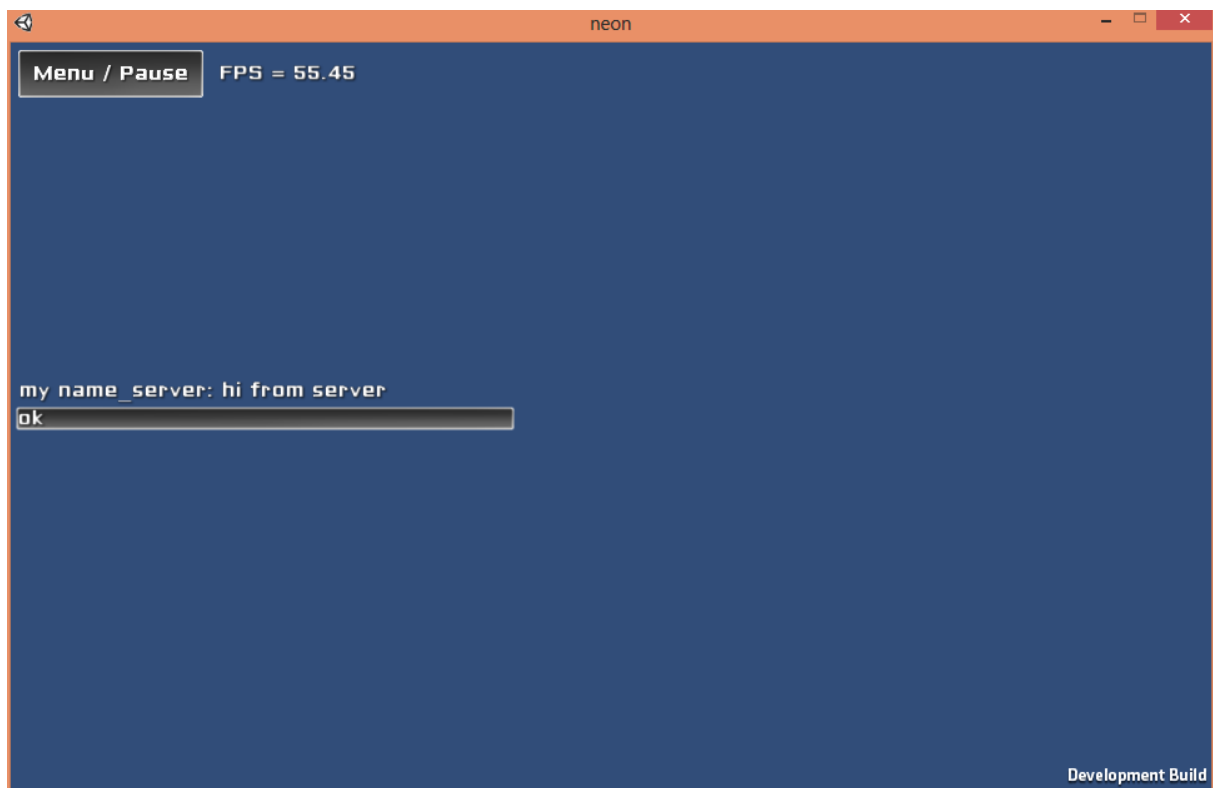 neon
Menu / Pause FPS = 55.45
my name_server: hi from server
ok
Development Build